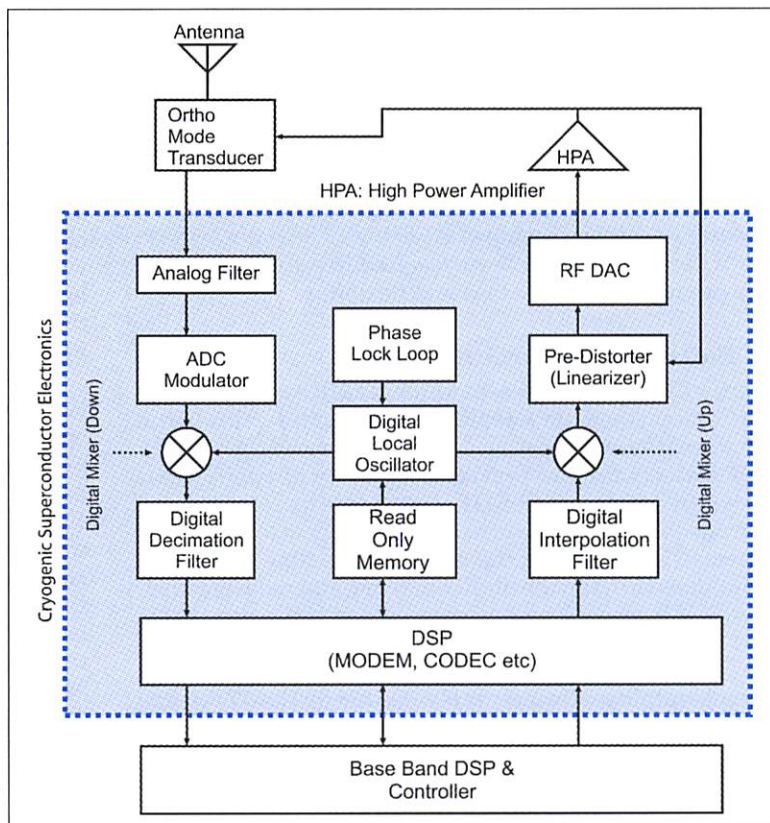 Antenna
Ortho
Mode
Transducer
HPA
HPA: High Power Amplifier
Cryogenic Superconductor Electronics
Analog Filter
RF DAC
ADC
Modulator
Phase
Lock Loop
Pre-Distorter
(Linearizer)
Digital Mixer (Down)
Digital
Local
Oscillator
Digital Mixer (Up)
Digital
Decimation
Filter
Read
Only
Memory
Digital
Interpolation
Filter
DSP
(MODEM, CODEC etc)
Base Band DSP &
Controller